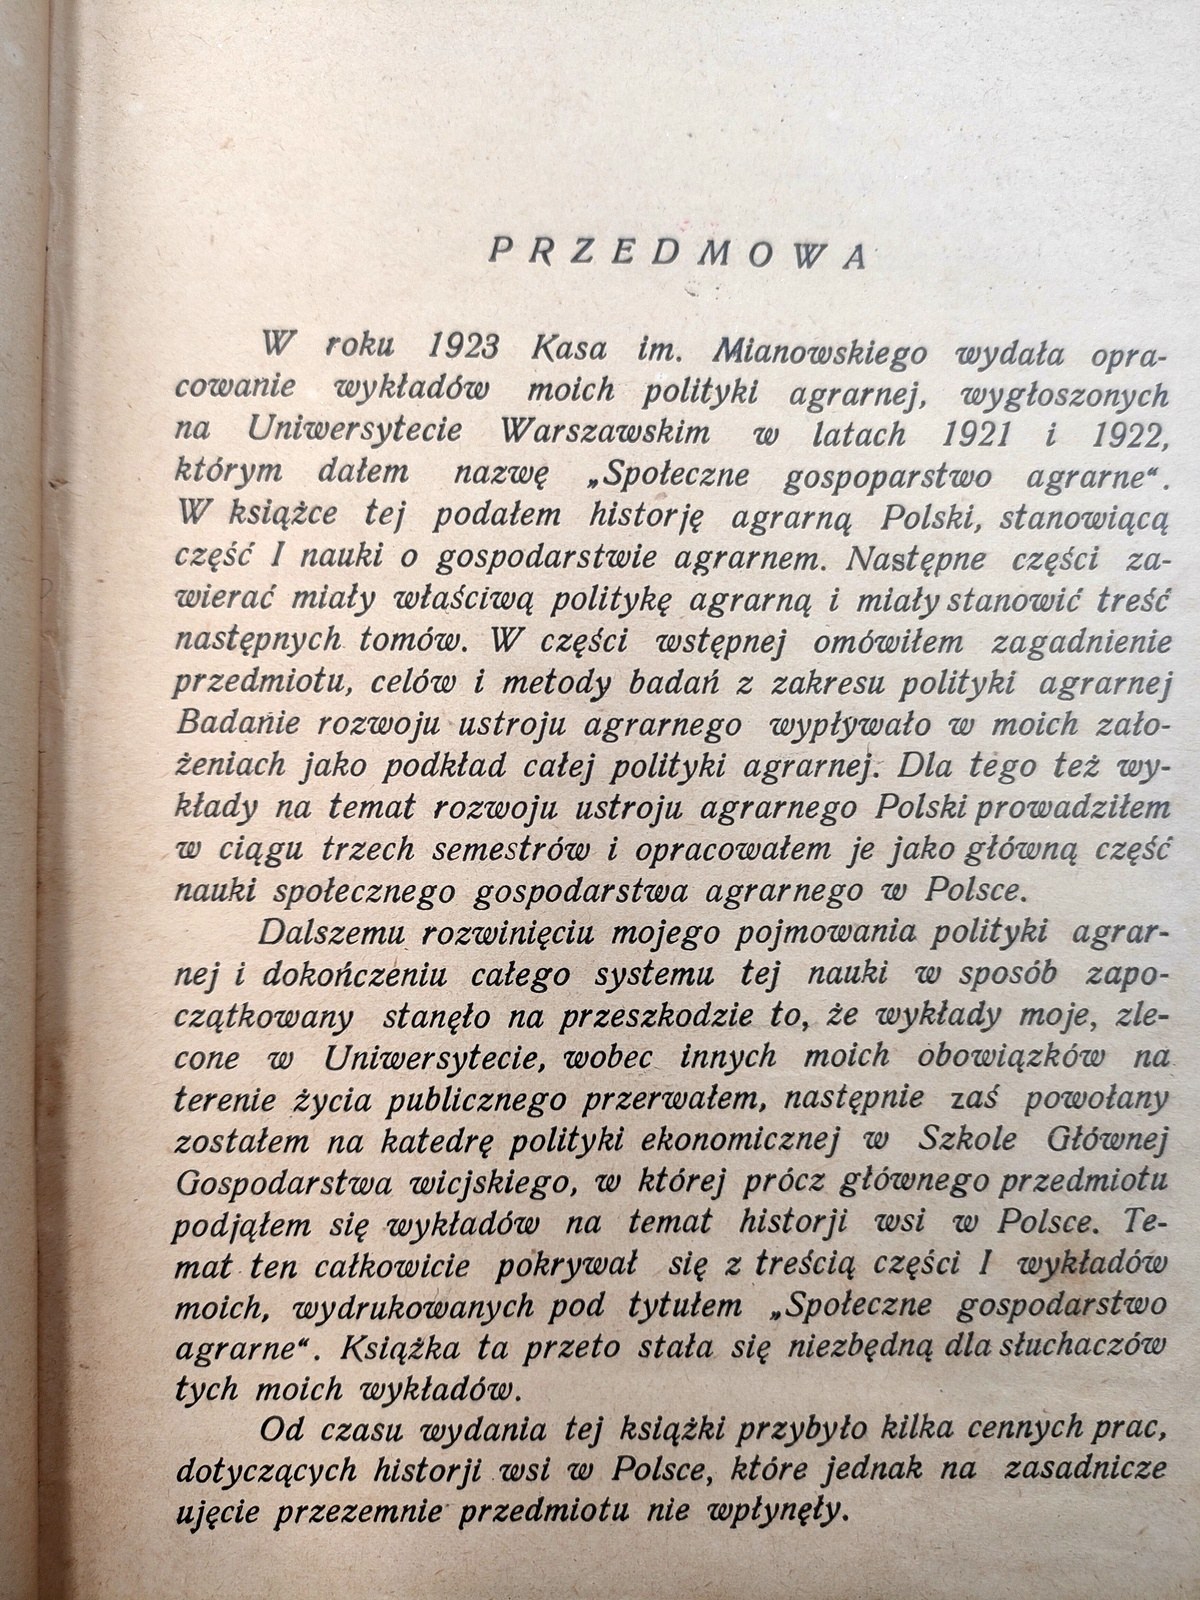 PRZEDMOWA
W roku 1923 Kasa im. Mianowskiego wydała opra-
cowanie wykładów moich polityki agrarnej, wygłoszonych
na Uniwersytecie Warszawskim w latach 1921 i 1922,
którym dałem nazwę „Społeczne gospoparstwo agrarne“.
W książce tej podałem historję agrarną Polski, stanowiącą
część I nauki o gospodarstwie agrarnem. Następne części za-
wierać miały właściwą politykę agrarną i miały stanowić treść
następnych tomów. W części wstępnej omówiłem zagadnienie
przedmiotu, celów i metody badań z zakresu polityki agrarnej
Badanie rozwoju ustroju agrarnego wypływało w moich zało-
żeniach jako podkład całej polityki agrarnej. Dla tego też wy-
kłady na temat rozwoju ustroju agrarnego Polski prowadziłem
w ciągu trzech semestrów i opracowałem je jako główną część
nauki społecznego gospodarstwa agrarnego w Polsce.
Dalszemu rozwinięciu mojego pojmowania polityki agrar-
nej i dokończeniu całego systemu tej nauki w sposób zapo-
czątkowany stanęło na przeszkodzie to, że wykłady moje, zle-
cone w Uniwersytecie, wobec innych moich obowiązków na
terenie życia publicznego przerwałem, następnie zaś powołany
zostałem na katedrę polityki ekonomicznej w Szkole Głównej
Gospodarstwa wicjskiego, w której prócz głównego przedmiotu
podjąłem się wykładów na temat historji wsi w Polsce. Te-
mat ten całkowicie pokrywał się z treścią części I wykładów
moich, wydrukowanych pod tytułem „Społeczne gospodarstwo
agrarne“. Książka ta przeto stała się niezbędną dla słuchaczów
tych moich wykładów.
Od czasu wydania tej książki przybyło kilka cennych prac,
dotyczących historji wsi w Polsce, które jednak na zasadnicze
ujęcie przezemnie przedmiotu nie wpłynęły.